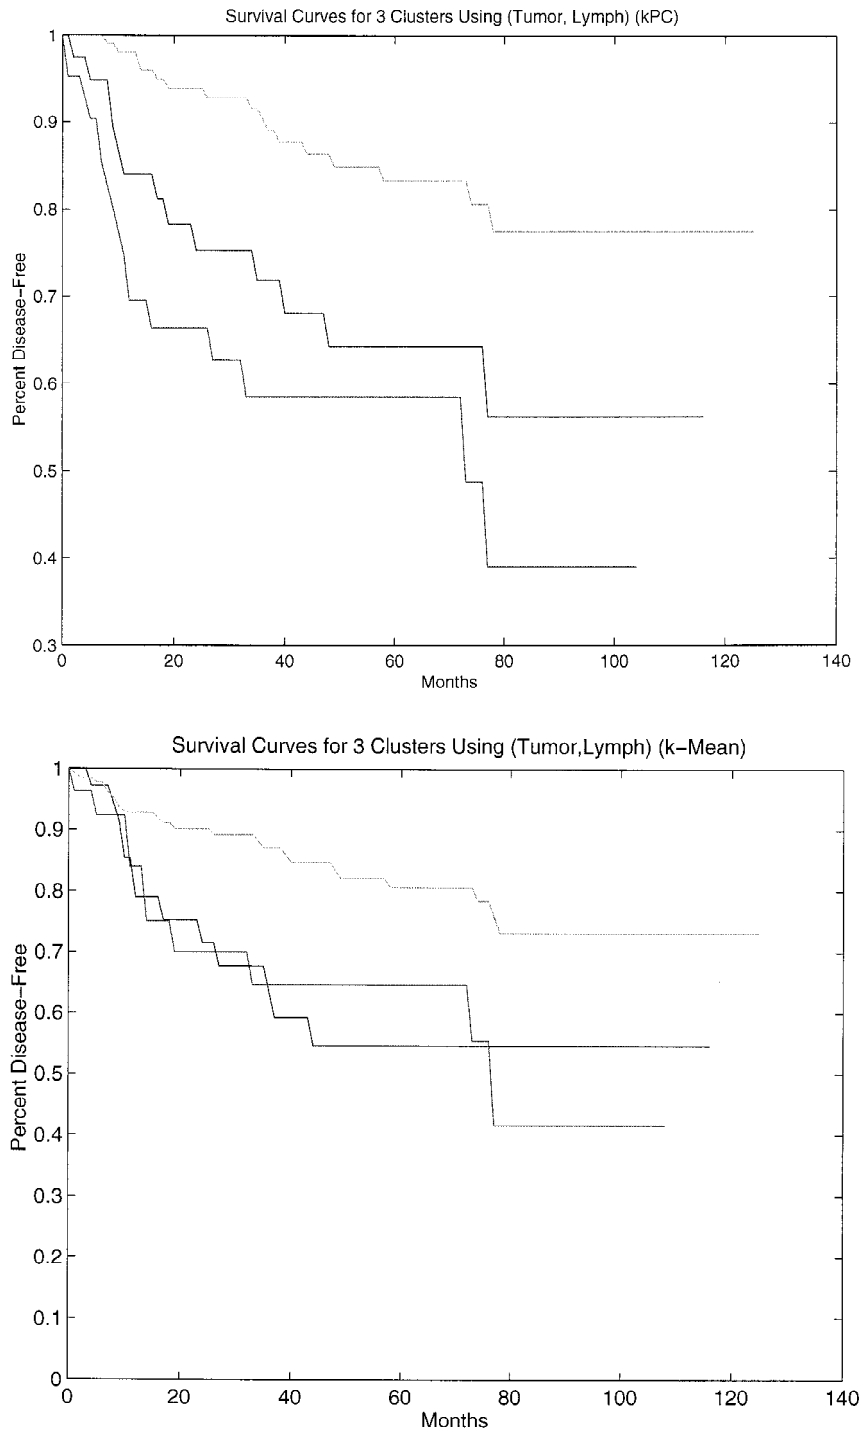 Survival Curves for 3 Clusters Using (Tumor, Lymph) (kPC)
1
0.9
0.8
0.7
0.6
0.5
0.4
0.3
Percent Disease–Free
0 20 40 60 80 100 120 140
Months
Survival Curves for 3 Clusters Using (Tumor,Lymph) (k–Mean)
1
0.9
0.8
0.7
0.6
0.5
0.4
0.3
0.2
0.1
0
Percent Disease–Free
0 20 40 60 80 100 120 140
Months